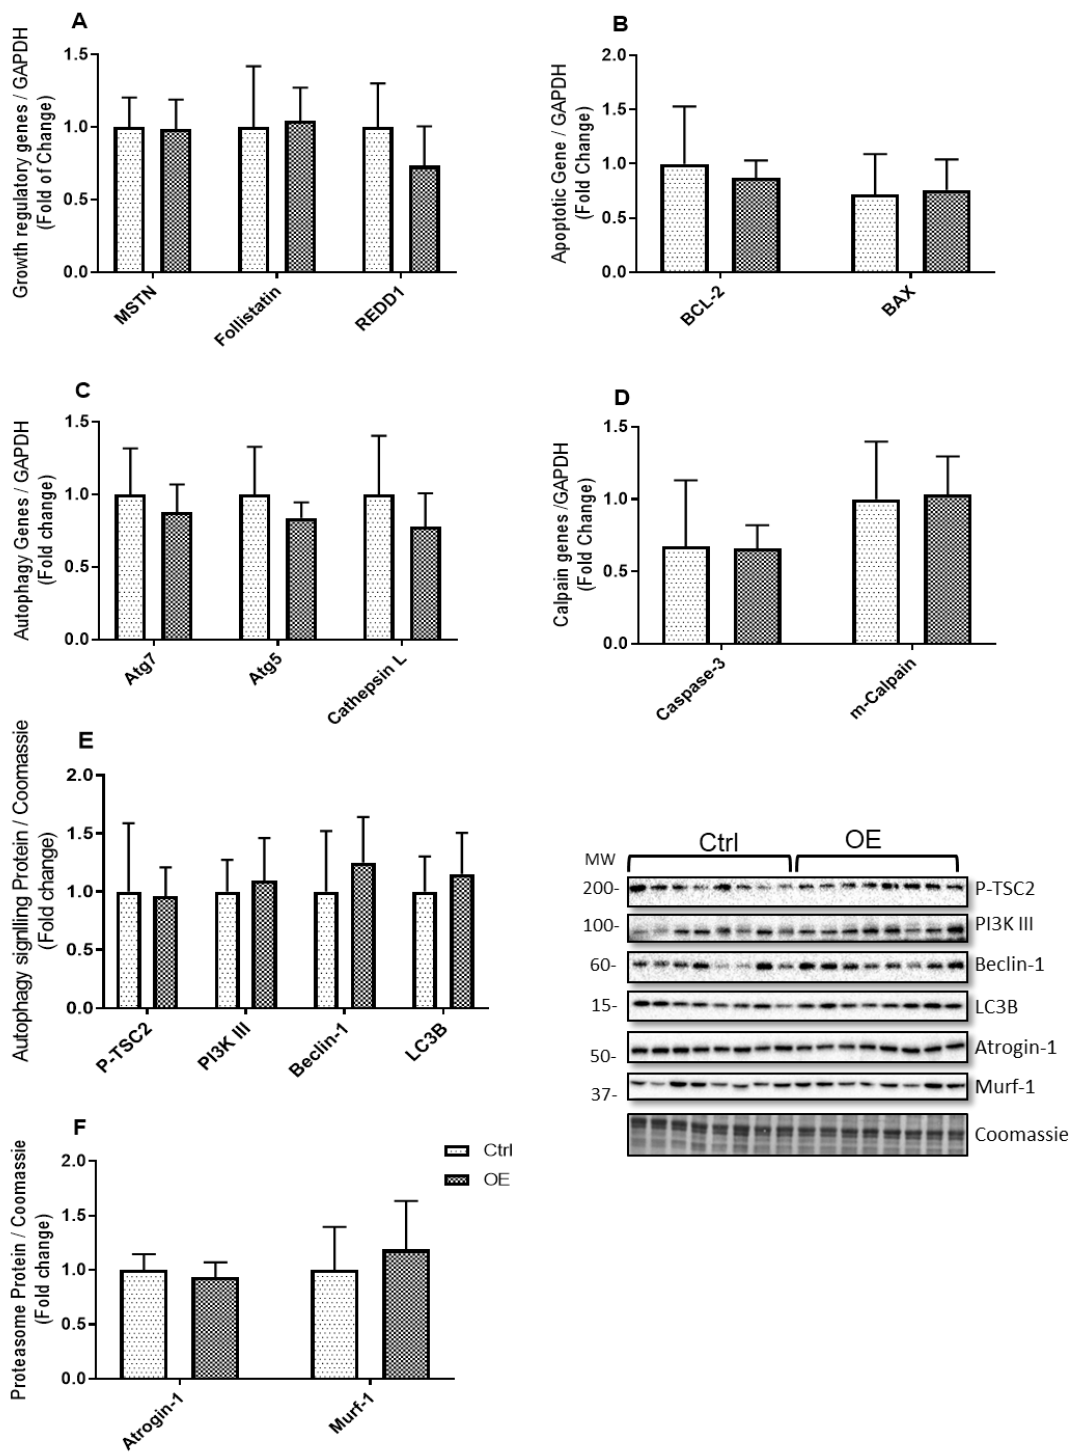 A
Growth regulatory genes / GAPDH
(Fold of Change)
1.5
1.0
0.5
0.0
MSTN
Follistatin
REDD1
B
Apoptotic Gene / GAPDH
(Fold Change)
2.0
1.5
1.0
0.5
0.0
BCL-2
BAX
C
Autophagy Genes / GAPDH
(Fold change)
1.5
1.0
0.5
0.0
Atg7
Atg5
Cathepsin L
D
Calpain genes /GAPDH
(Fold Change)
1.5
1.0
0.5
0.0
Caspase-3
m-Calpain
E
Autophagy signlling Protein / Coomassie
(Fold change)
2.0
1.5
1.0
0.5
0.0
P-TSC2
PI3K III
Beclin-1
LC3B
Ctrl OE
MW
200- P-TSC2
100- PI3K III
60- Beclin-1
15- LC3B
50- Atrogin-1
37- Murf-1
Coomassie
F
Proteasome Protein / Coomassie
(Fold change)
2.0
1.5
1.0
0.5
0.0
Atrogin-1
Murf-1
Ctrl
OE